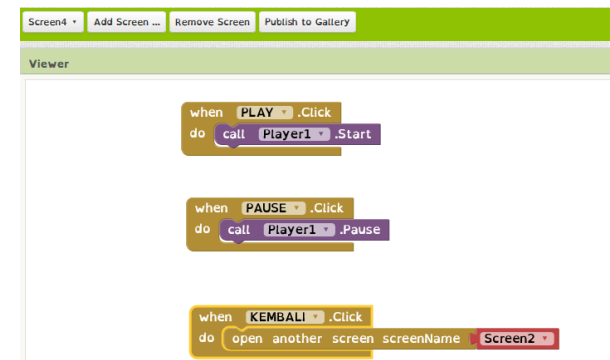 Screen4 Add Screen ... Remove Screen Publish to Gallery
Viewer
when PLAY .Click
do call Player1 .Start
when PAUSE .Click
do call Player1 .Pause
when KEMBALI .Click
do open another screen screenName Screen2